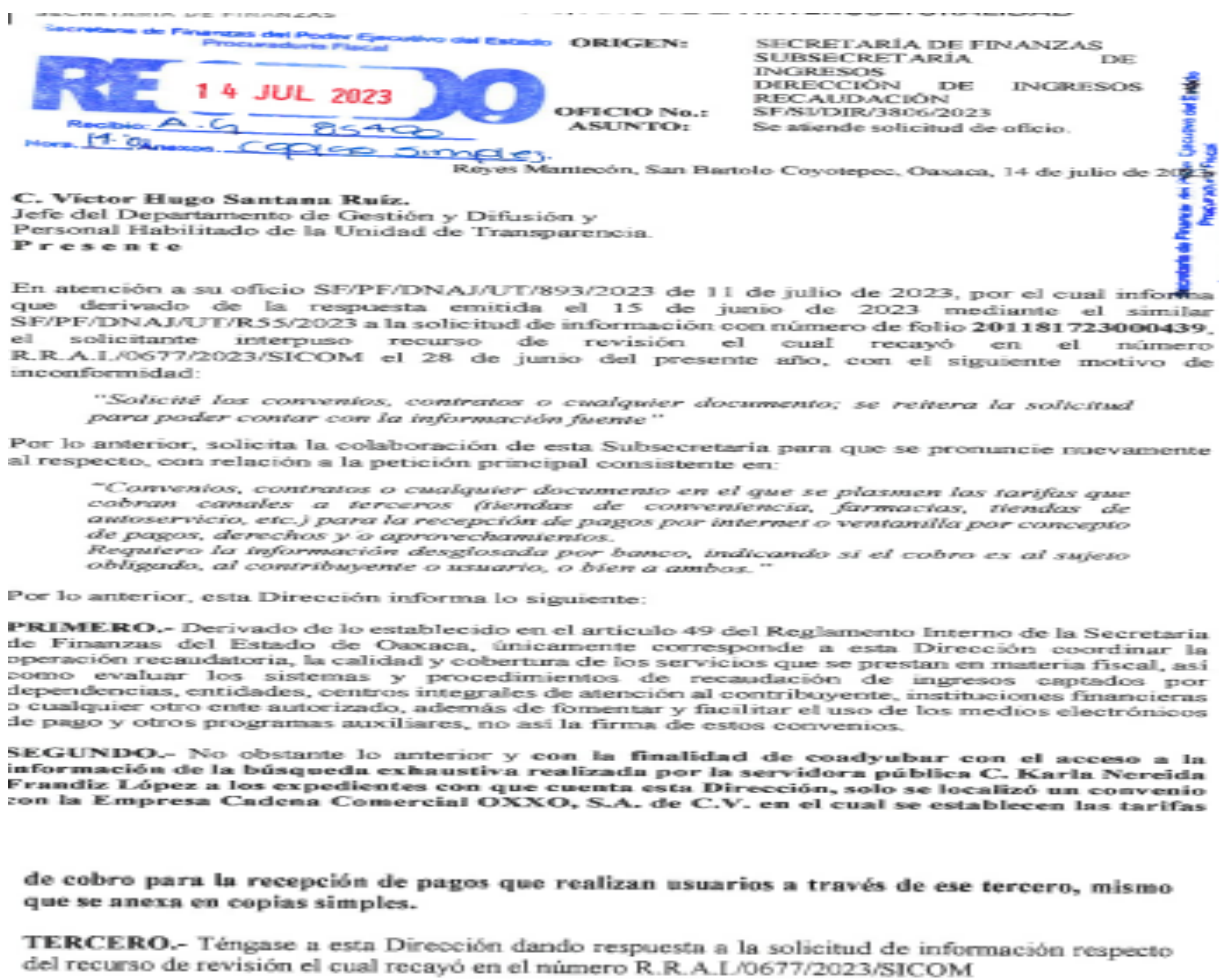 Secretaria de Finanzas del Poder Ejecutivo del Estado
Procuraduría Fiscal
14 JUL 2023
Recibio: A.G 85400
Hora. Anexos. Copias simples.
ORIGEN: SECRETARÍA DE FINANZAS
SUBSECRETARÍA DE
INGRESOS
DIRECCIÓN DE INGRESOS
RECAUDACIÓN
OFICIO No.: SF/SI/DIR/3806/2023
ASUNTO: Se atiende solicitud de oficio.
Reyes Mantecón, San Bartolo Coyotepec, Oaxaca, 14 de julio de
Secretaria de Finanzas del Poder Ejecutivo del Estado
Procuraduría Fiscal
C. Víctor Hugo Santana Ruíz.
Jefe del Departamento de Gestión y Difusión y
Personal Habilitado de la Unidad de Transparencia.
P r e s e n t e
En atención a su oficio SF/PF/DNAJ/UT/893/2023 de 11 de julio de 2023, por el cual informa
que derivado de la respuesta emitida el 15 de junio de 2023 mediante el similar
SF/PF/DNAJ/UT/R55/2023 a la solicitud de información con número de folio 201181723000439,
el solicitante interpuso recurso de revisión el cual recayó en el número
R.R.A.I./0677/2023/SICOM el 28 de junio del presente año, con el siguiente motivo de
inconformidad:
"Solicité los convenios, contratos o cualquier documento; se reitera la solicitud
para poder contar con la información fuente"
Por lo anterior, solicita la colaboración de esta Subsecretaria para que se pronuncie nuevamente
al respecto, con relación a la petición principal consistente en:
"Convenios, contratos o cualquier documento en el que se plasmen las tarifas que
cobran canales a terceros (tiendas de conveniencia, farmacias, tiendas de
autoservicio, etc.) para la recepción de pagos por internet o ventanilla por concepto
de pagos, derechos y/o aprovechamientos.
Requiero la información desglosada por banco, indicando si el cobro es al sujeto
obligado, al contribuyente o usuario, o bien a ambos."
Por lo anterior, esta Dirección informa lo siguiente:
PRIMERO.- Derivado de lo establecido en el articulo 49 del Reglamento Interno de la Secretaria
de Finanzas del Estado de Oaxaca, únicamente corresponde a esta Dirección coordinar la
operación recaudatoria, la calidad y cobertura de los servicios que se prestan en materia fiscal, así
como evaluar los sistemas y procedimientos de recaudación de ingresos captados por
dependencias, entidades, centros integrales de atención al contribuyente, instituciones financieras
o cualquier otro ente autorizado, además de fomentar y facilitar el uso de los medios electrónicos
de pago y otros programas auxiliares, no así la firma de estos convenios.
SEGUNDO.- No obstante lo anterior y con la finalidad de coadyubar con el acceso a la
información de la búsqueda exhaustiva realizada por la servidora pública C. Karla Nereida
Frandiz López a los expedientes con que cuenta esta Dirección, solo se localizó un convenio
con la Empresa Cadena Comercial OXXO, S.A. de C.V. en el cual se establecen las tarifas
de cobro para la recepción de pagos que realizan usuarios a través de ese tercero, mismo
que se anexa en copias simples.
TERCERO.- Téngase a esta Dirección dando respuesta a la solicitud de información respecto
del recurso de revisión el cual recayó en el número R.R.A.I./0677/2023/SICOM